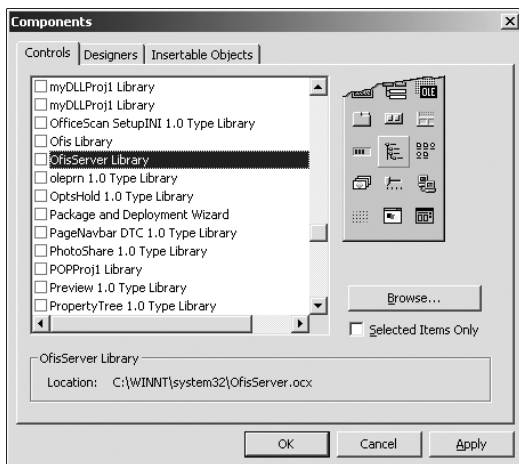 Components
Controls Designers Insertable Objects
myDLLProj1 Library
myDLLProj1 Library
OfficeScan SetupINI 1.0 Type Library
Ofis Library
OfisServer Library
oleprn 1.0 Type Library
OptsHold 1.0 Type Library
Package and Deployment Wizard
PageNavbar DTC 1.0 Type Library
PhotoShare 1.0 Type Library
POPProj1 Library
Preview 1.0 Type Library
PropertyTree 1.0 Type Library
OLE
Browse...
Selected Items Only
OfisServer Library
Location: C:\WINNT\system32\OfisServer.ocx
OK Cancel Apply